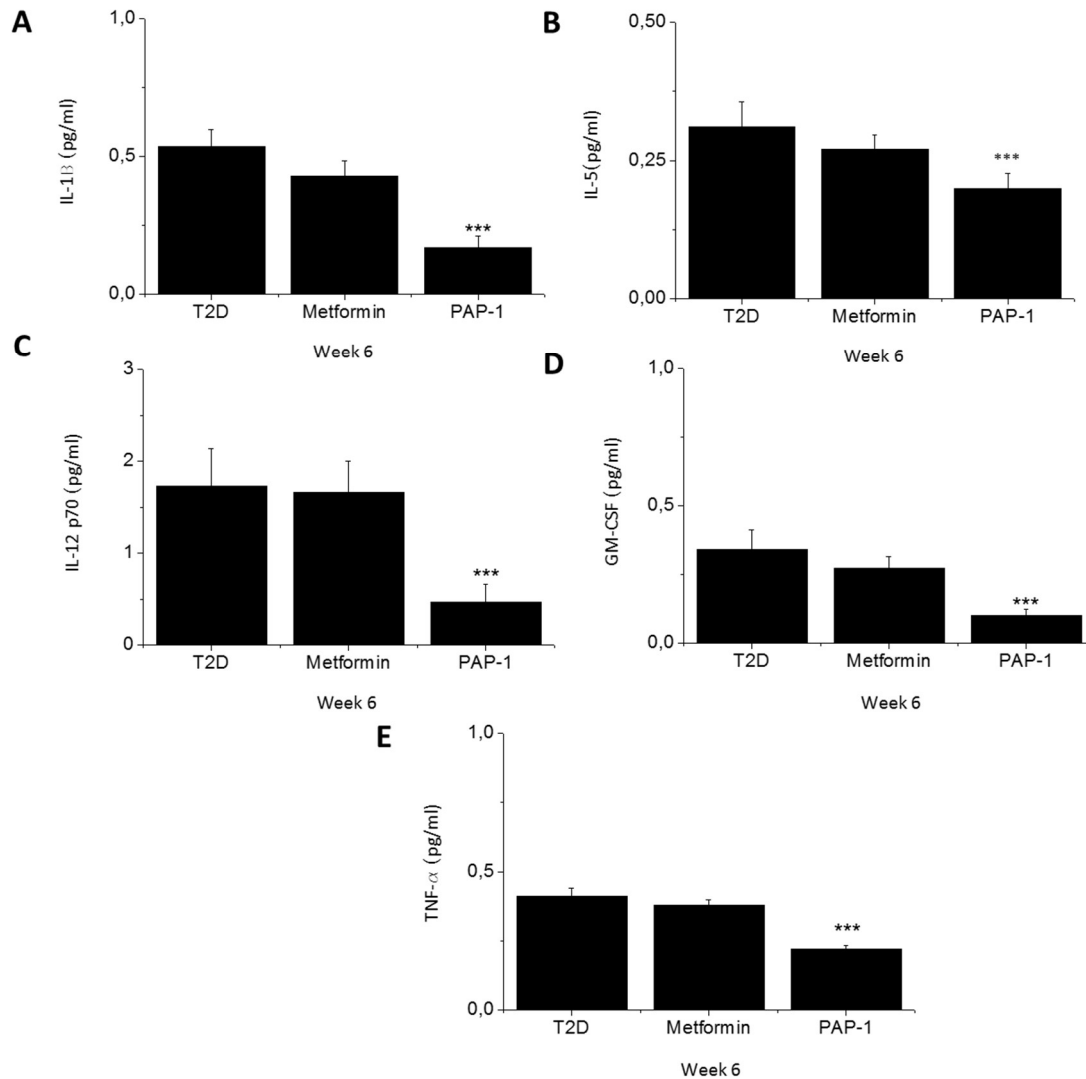 A
1,0
0,5
0,0
IL-1B (pg/ml)
***
T2D Metformin PAP-1
Week 6
B
0,50
0,25
0,00
IL-5(pg/ml)
***
T2D Metformin PAP-1
Week 6
C
3
2
1
0
IL-12 p70 (pg/ml)
***
T2D Metformin PAP-1
Week 6
D
1,0
0,5
0,0
GM-CSF (pg/ml)
***
T2D Metformin PAP-1
Week 6
E
1,0
0,5
0,0
TNF-α (pg/ml)
***
T2D Metformin PAP-1
Week 6